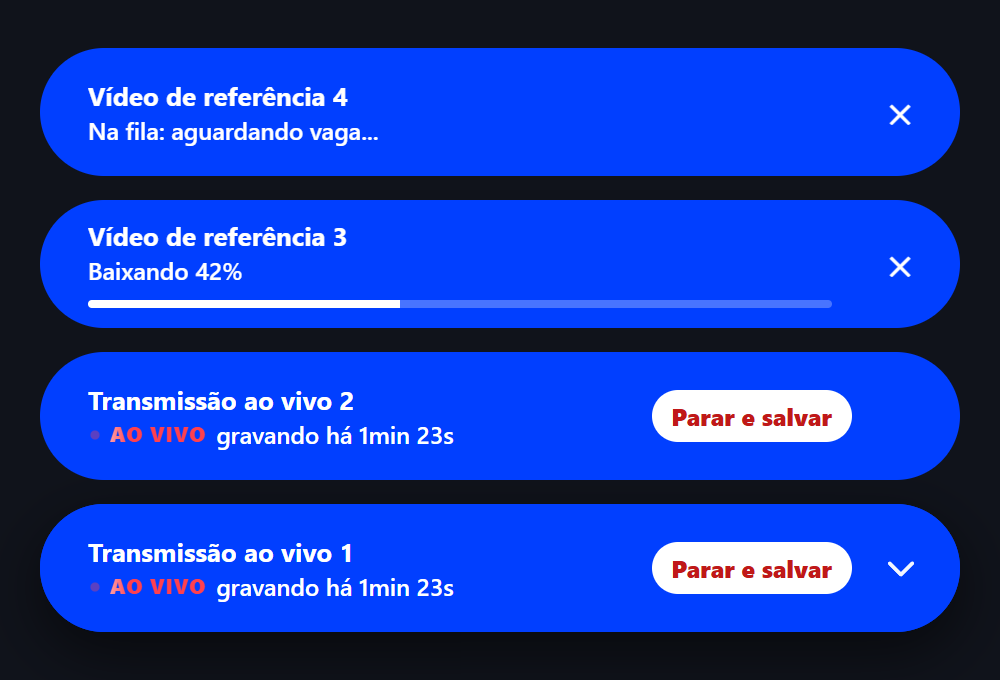 Vídeo de referência 4
Na fila: aguardando vaga...
Vídeo de referência 3
Baixando 42%
Transmissão ao vivo 2
AO VIVO gravando há 1min 23s
Parar e salvar
Transmissão ao vivo 1
AO VIVO gravando há 1min 23s
Parar e salvar